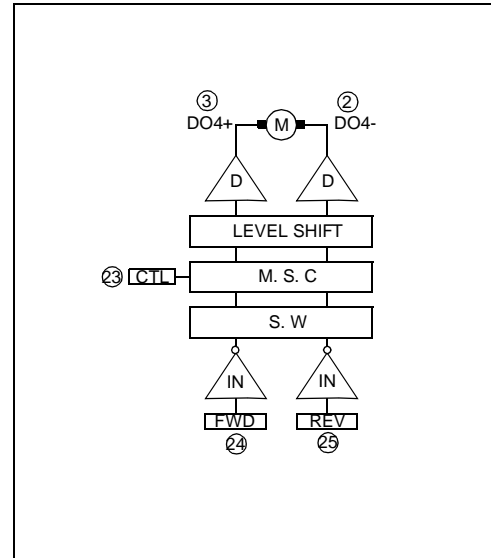 3 2
DO4+ M DO4-
D D
LEVEL SHIFT
23 CTL M. S. C
S. W
IN IN
FWD REV
24 25